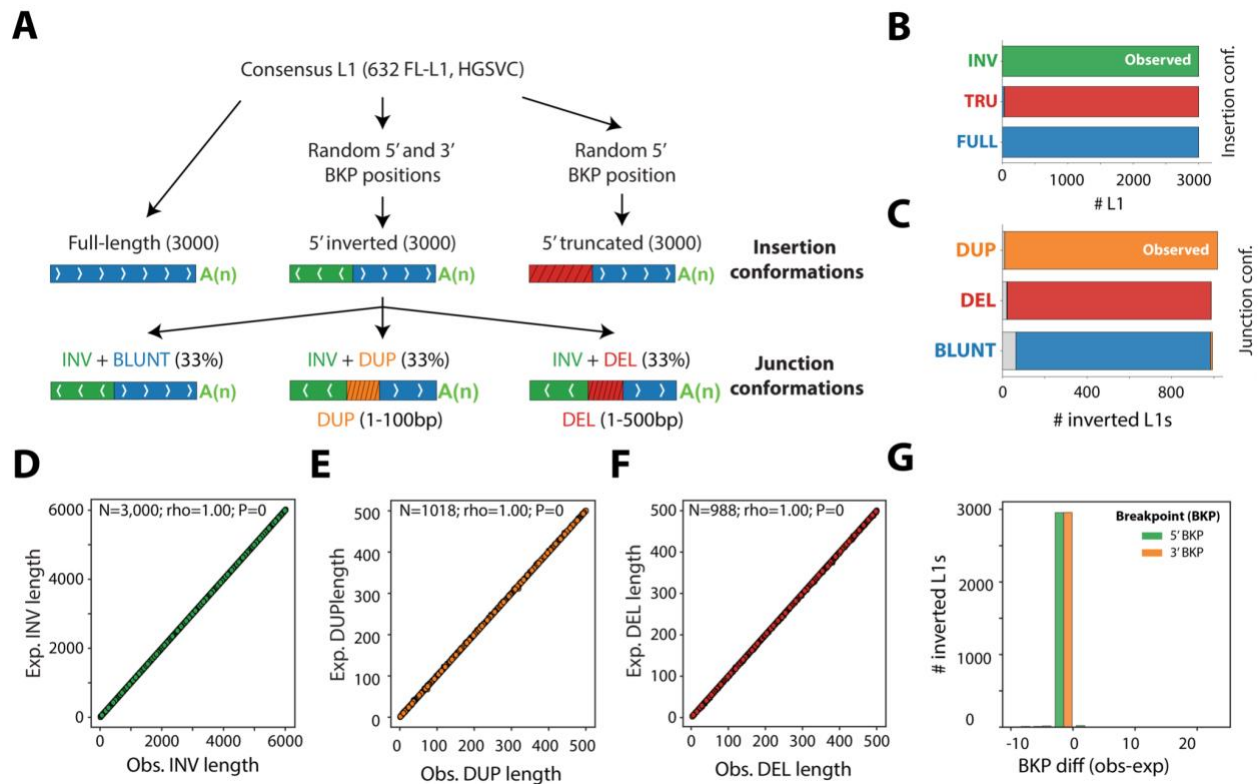 A
Consensus L1 (632 FL-L1, HGSVC)
Random 5' and 3'
BKP positions
Random 5'
BKP position
Full-length (3000)
5' inverted (3000)
5' truncated (3000)
Insertion
conformations
A(n)
A(n)
A(n)
INV + BLUNT (33%)
INV + DUP (33%)
INV + DEL (33%)
Junction
conformations
A(n)
A(n)
A(n)
DUP (1-100bp)
DEL (1-500bp)
B
INV
Observed
TRU
FULL
0
1000
2000
3000
# L1
Insertion conf.
C
DUP
Observed
DEL
BLUNT
0
400
800
# inverted L1s
Junction conf.
D
N=3,000; rho=1.00; P=0
6000
4000
2000
0
Exp. INV length
0
2000
4000
6000
Obs. INV length
E
N=1018; rho=1.00; P=0
500
400
300
200
100
0
Exp. DUPlength
0
100
200
300
400
500
Obs. DUP length
F
N=988; rho=1.00; P=0
500
400
300
200
100
0
Exp. DEL length
0
100
200
300
400
500
Obs. DEL length
G
Breakpoint (BKP)
5' BKP
3' BKP
3000
2000
1000
0
# inverted L1s
-10
0
10
20
BKP diff (obs-exp)